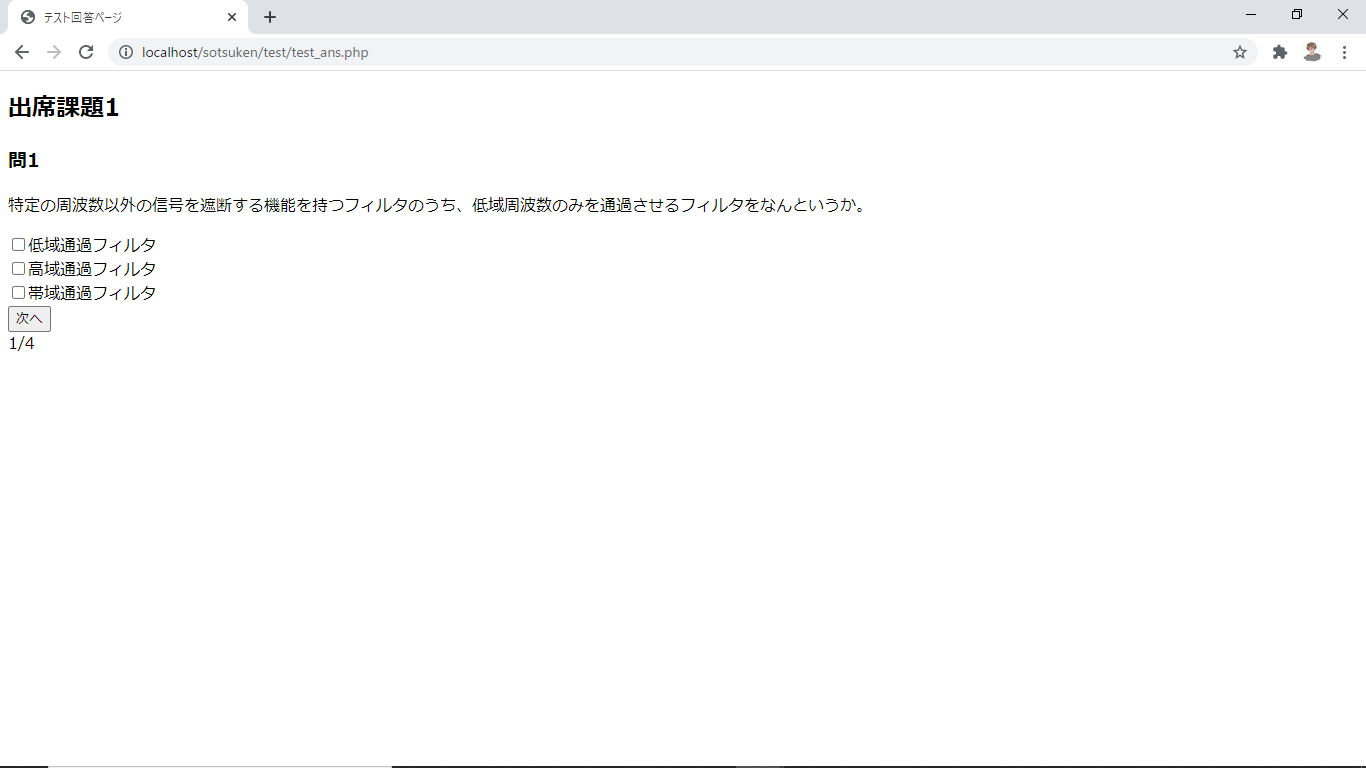 テスト回答ページ
localhost/sotsuken/test/test_ans.php
出席課題1
問1
特定の周波数以外の信号を遮断する機能を持つフィルタのうち、低域周波数のみを通過させるフィルタをなんというか。
低域通過フィルタ
高域通過フィルタ
帯域通過フィルタ
次へ
1/4